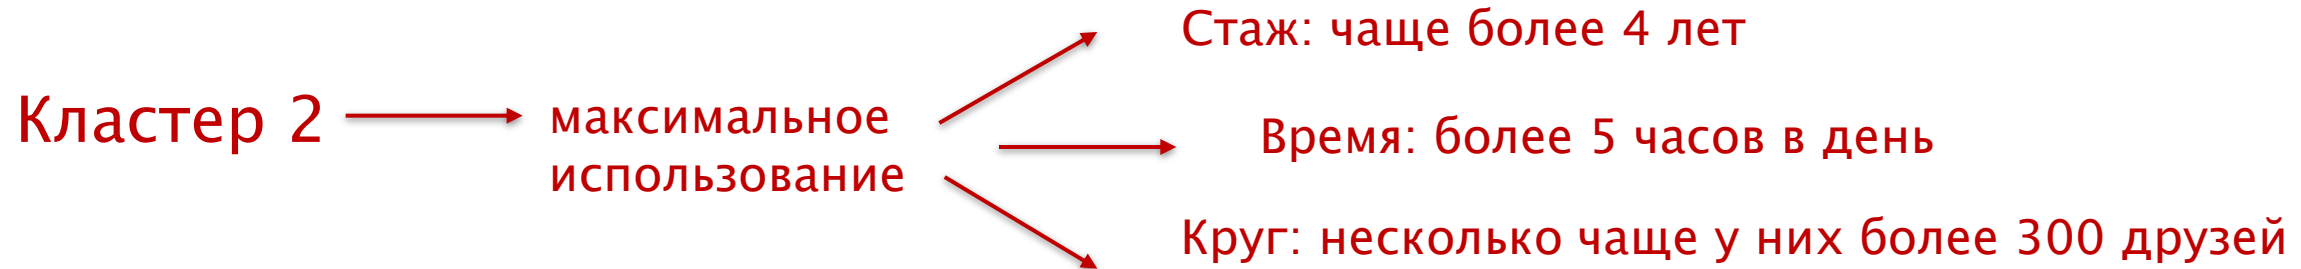 Кластер 2
максимальное
использование
Стаж: чаще более 4 лет
Время: более 5 часов в день
Круг: несколько чаще у них более 300 друзей